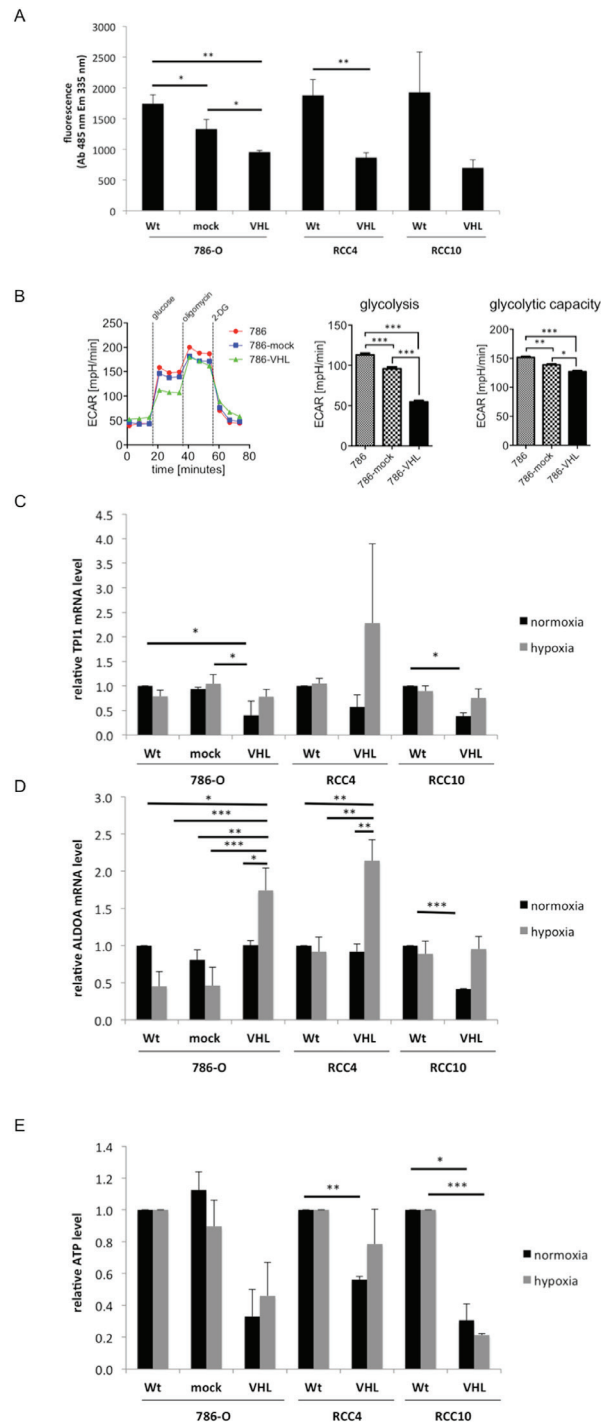 A
fluorescence
(Ab 485 nm Em 335 nm)
3000
2500
2000
1500
1000
500
0
**
*
*
**
Wt mock VHL Wt VHL Wt VHL
786-O RCC4 RCC10
B
glucose oligomycin 2-DG
ECAR [mpH/min]
250
200
150
100
50
0
0 20 40 60 80
time [minutes]
786
786-mock
786-VHL
glycolysis
ECAR [mpH/min]
150
100
50
0
***
***
***
786 786-mock 786-VHL
glycolytic capacity
ECAR [mpH/min]
200
150
100
50
0
***
**
*
786 786-mock 786-VHL
C
relative TPI1 mRNA level
4.5
4.0
3.5
3.0
2.5
2.0
1.5
1.0
0.5
0.0
*
*
*
normoxia
hypoxia
Wt mock VHL Wt VHL Wt VHL
786-O RCC4 RCC10
D
relative ALDOA mRNA level
3.0
2.5
2.0
1.5
1.0
0.5
0.0
*
***
**
***
*
**
**
**
***
normoxia
hypoxia
Wt mock VHL Wt VHL Wt VHL
786-O RCC4 RCC10
E
relative ATP level
1.4
1.2
1.0
0.8
0.6
0.4
0.2
0.0
**
*
***
normoxia
hypoxia
Wt mock VHL Wt VHL Wt VHL
786-O RCC4 RCC10